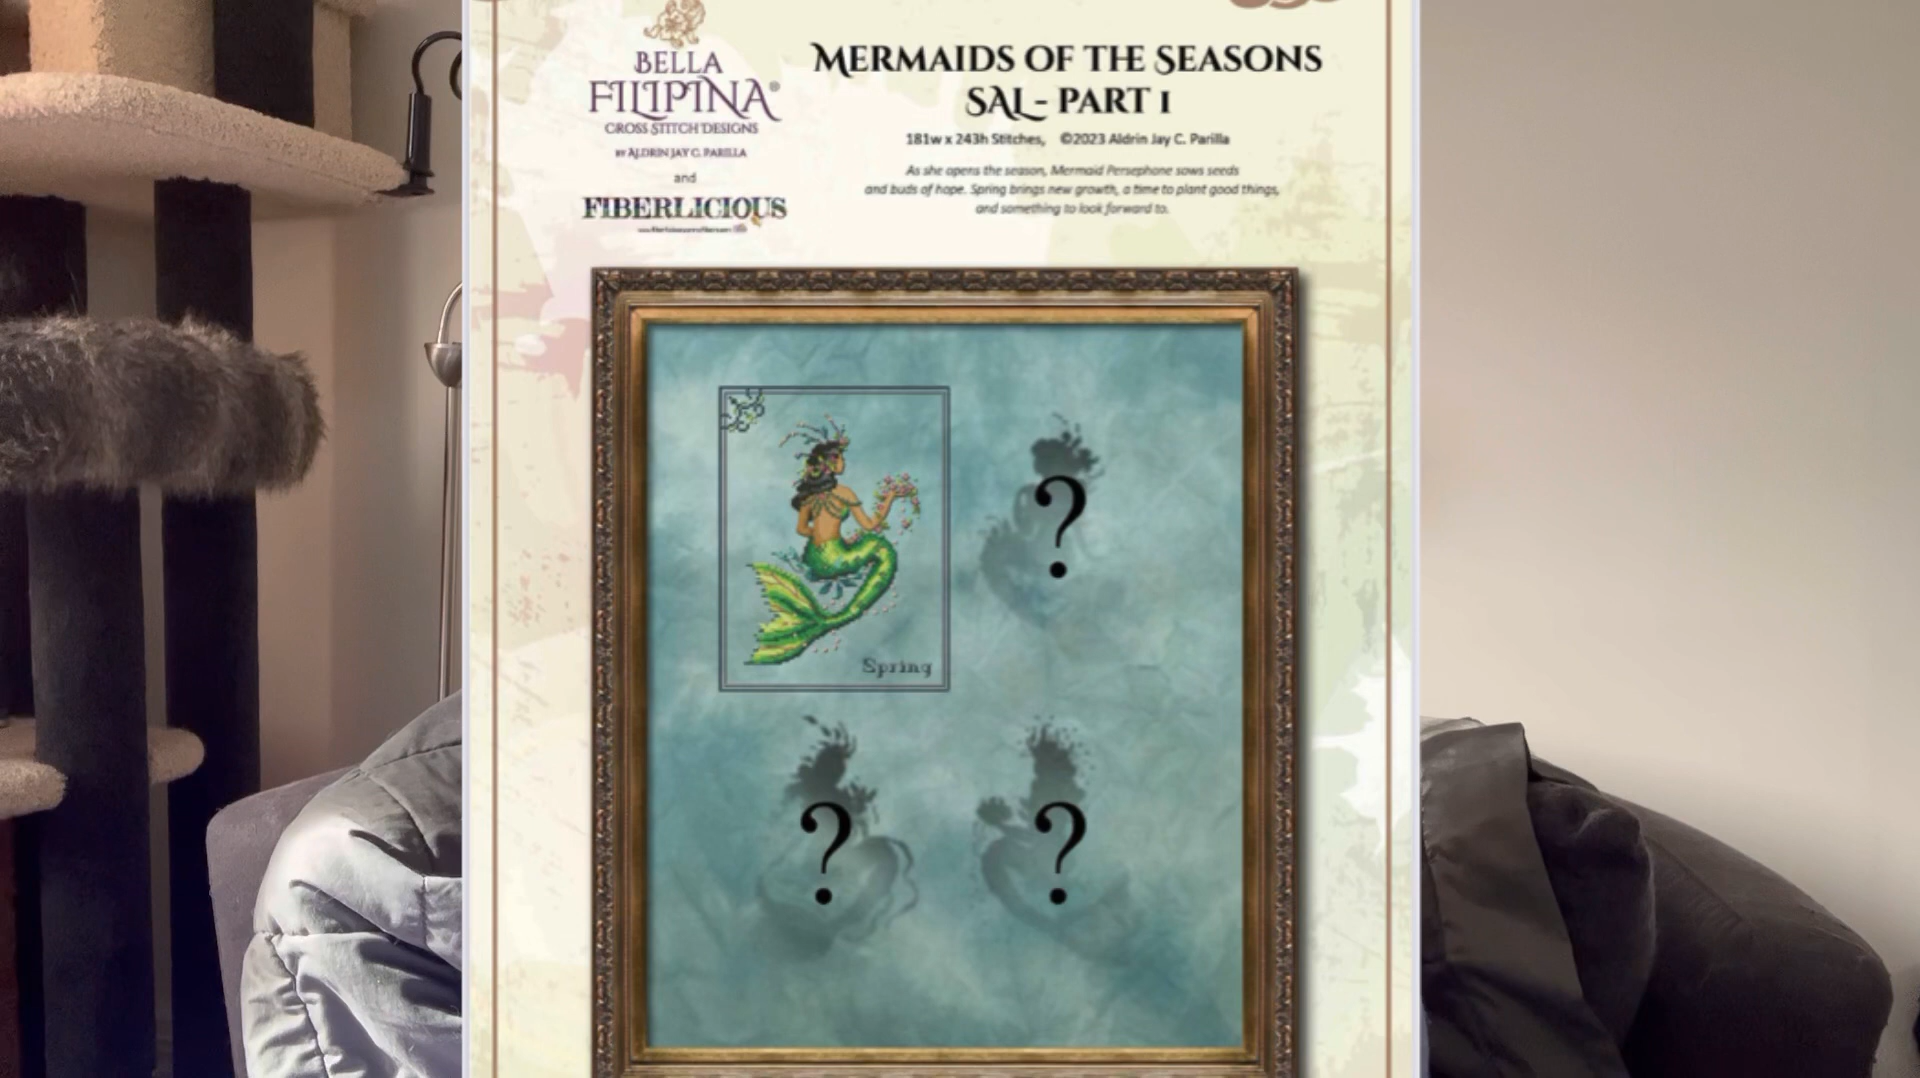 BELLA
FILIPINA®
CROSS STITCH DESIGNS
BY ALDRIN JAY C. PARILLA
and
FIBERLICIOUS
MERMAIDS OF THE SEASONS
SAL - PART 1
181w x 243h Stitches, ©2023 Aldrin Jay C. Parilla
As she opens the season, Mermaid Persephone sows seeds
and buds of hope. Spring brings new growth, a time to plant good things,
and something to look forward to.
?
Spring
?
?